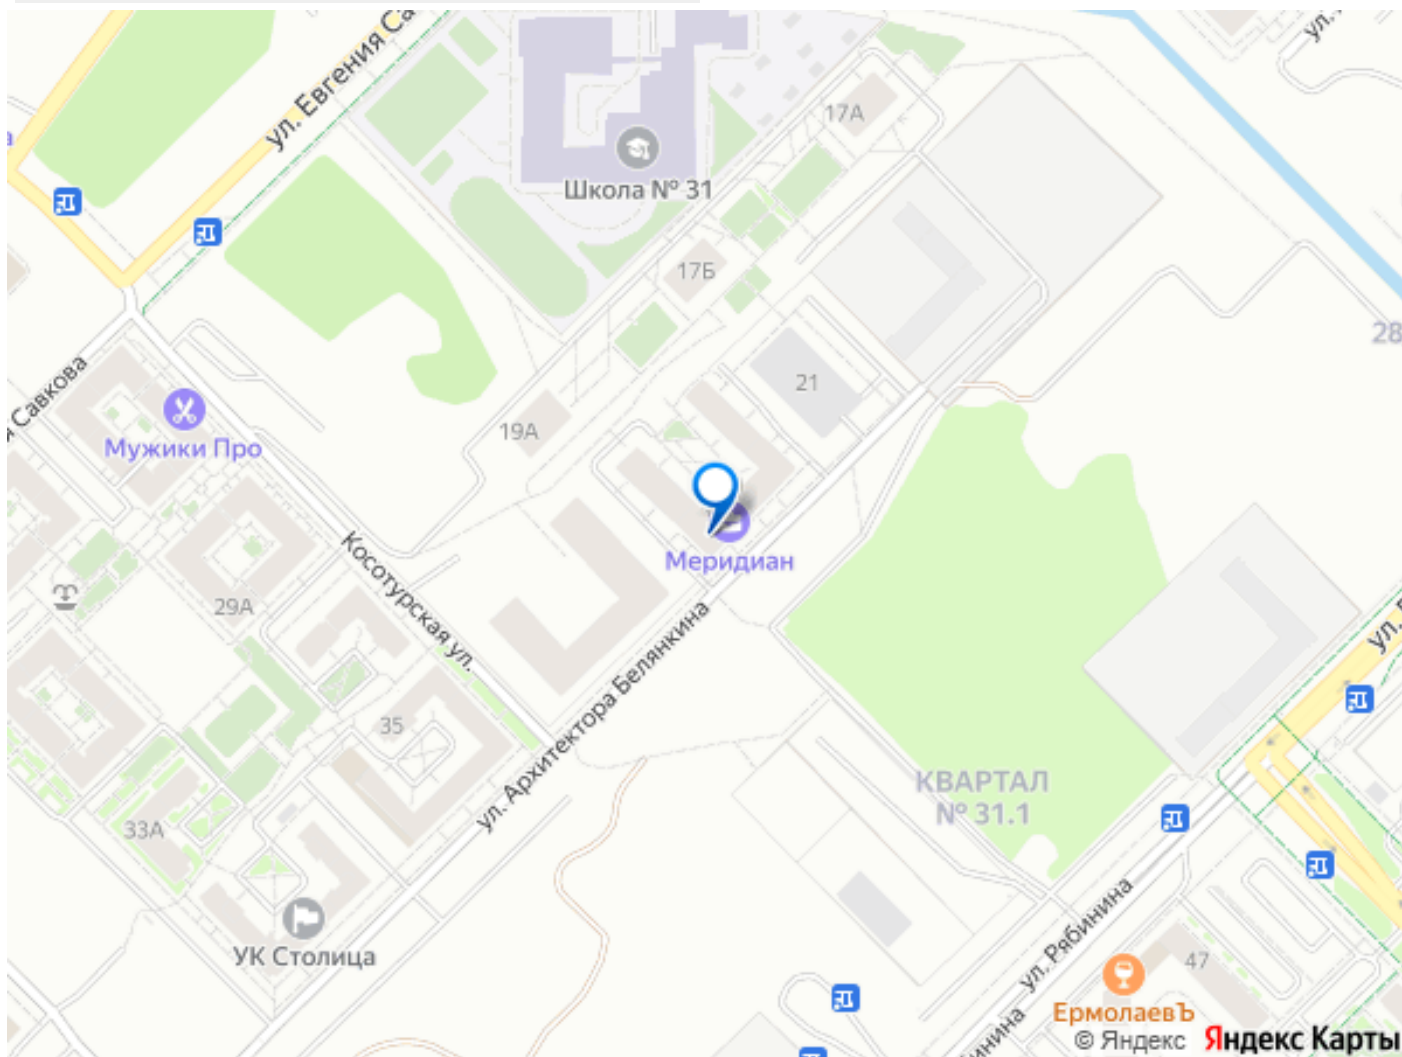 ул. Евгения Са
ул.
17А
Школа № 31
17Б
28
21
я Савкова
Мужики Про
19А
Меридиан
Косотурская ул.
29А
ул. Архитектора Белянкина
ул.
35
КВАРТАЛ
№ 31.1
33А
ул. Рябинина
УК Столица
47
ЕрмолаевЪ
бинина
© Яндекс Яндекс Карты